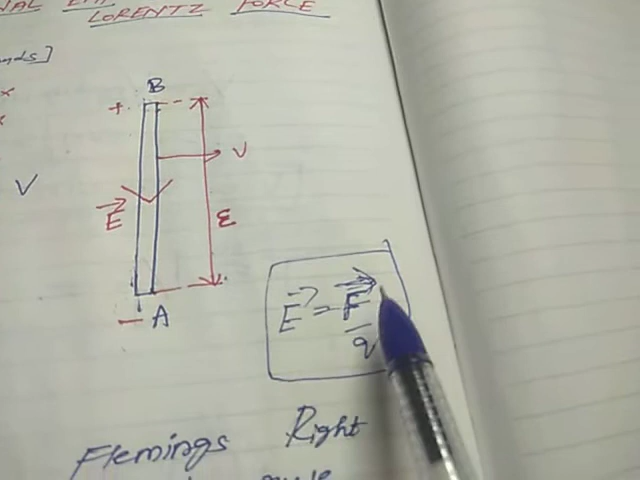 LORENTZ FORCE
B
+
V
V
E
ε
- A
E = F
q
Flemings Right